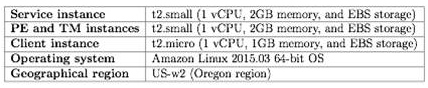 Service instance t2.small (1 vCPU, 2GB memory, and EBS storage)
PE and TM instances t2.small (1 vCPU, 2GB memory, and EBS storage)
Client instance t2.micro (1 vCPU, 1GB memory, and EBS storage)
Operating system Amazon Linux 2015.03 64-bit OS
Geographical region US-w2 (Oregon region)